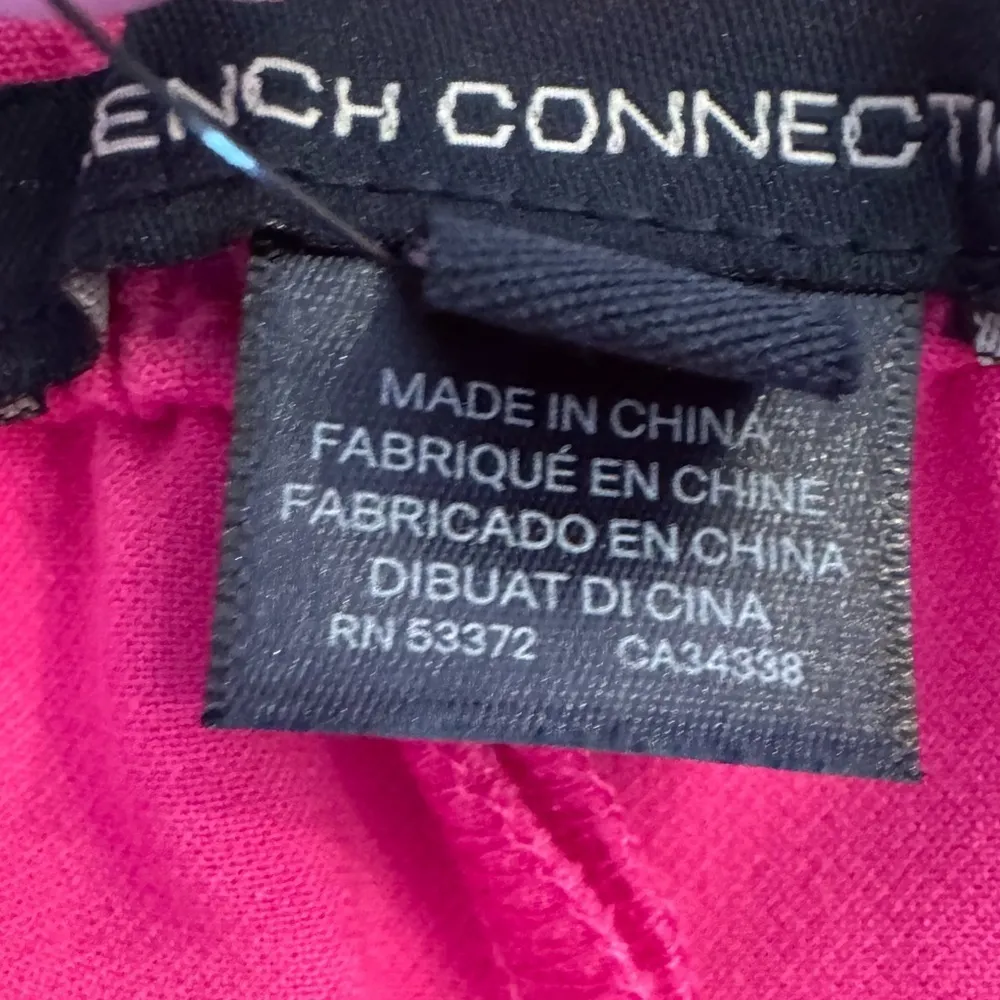 ENCH CONNECTI
MADE IN CHINA
FABRIQUÉ EN CHINE
FABRICADO EN CHINA
DIBUAT DI CINA
RN 53372 CA34338